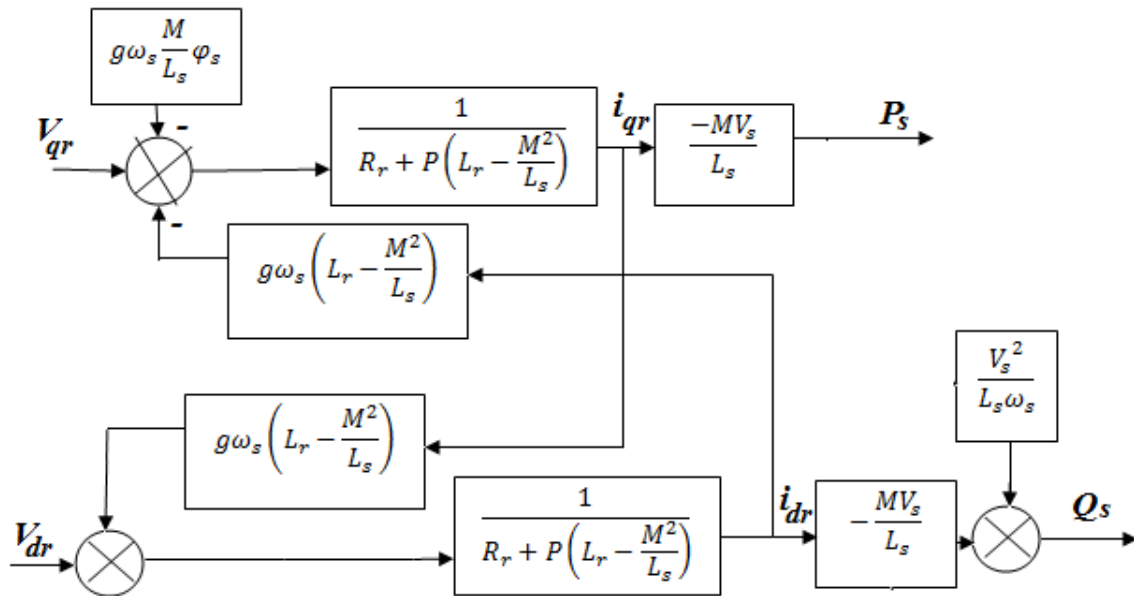 gω_s M/L_s φ_s
-
V_qr
1/(R_r + P(L_r − M²/L_s))
i_qr
−MV_s/L_s
P_s
-
gω_s(L_r − M²/L_s)
V_s²/(L_sω_s)
gω_s(L_r − M²/L_s)
V_dr
1/(R_r + P(L_r − M²/L_s))
i_dr
−MV_s/L_s
Q_s